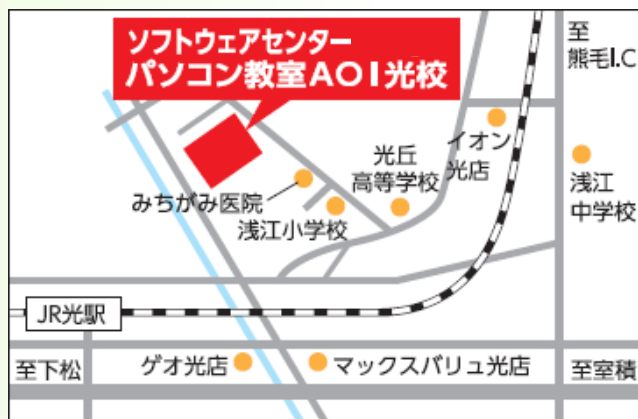 ソフトウェアセンター
パソコン教室AOI光校
至
熊毛I.C
イオン
光店
光丘
高等学校
浅江
中学校
みちがみ医院
浅江小学校
JR光駅
至下松
ゲオ光店
マックスバリュ光店
至室積